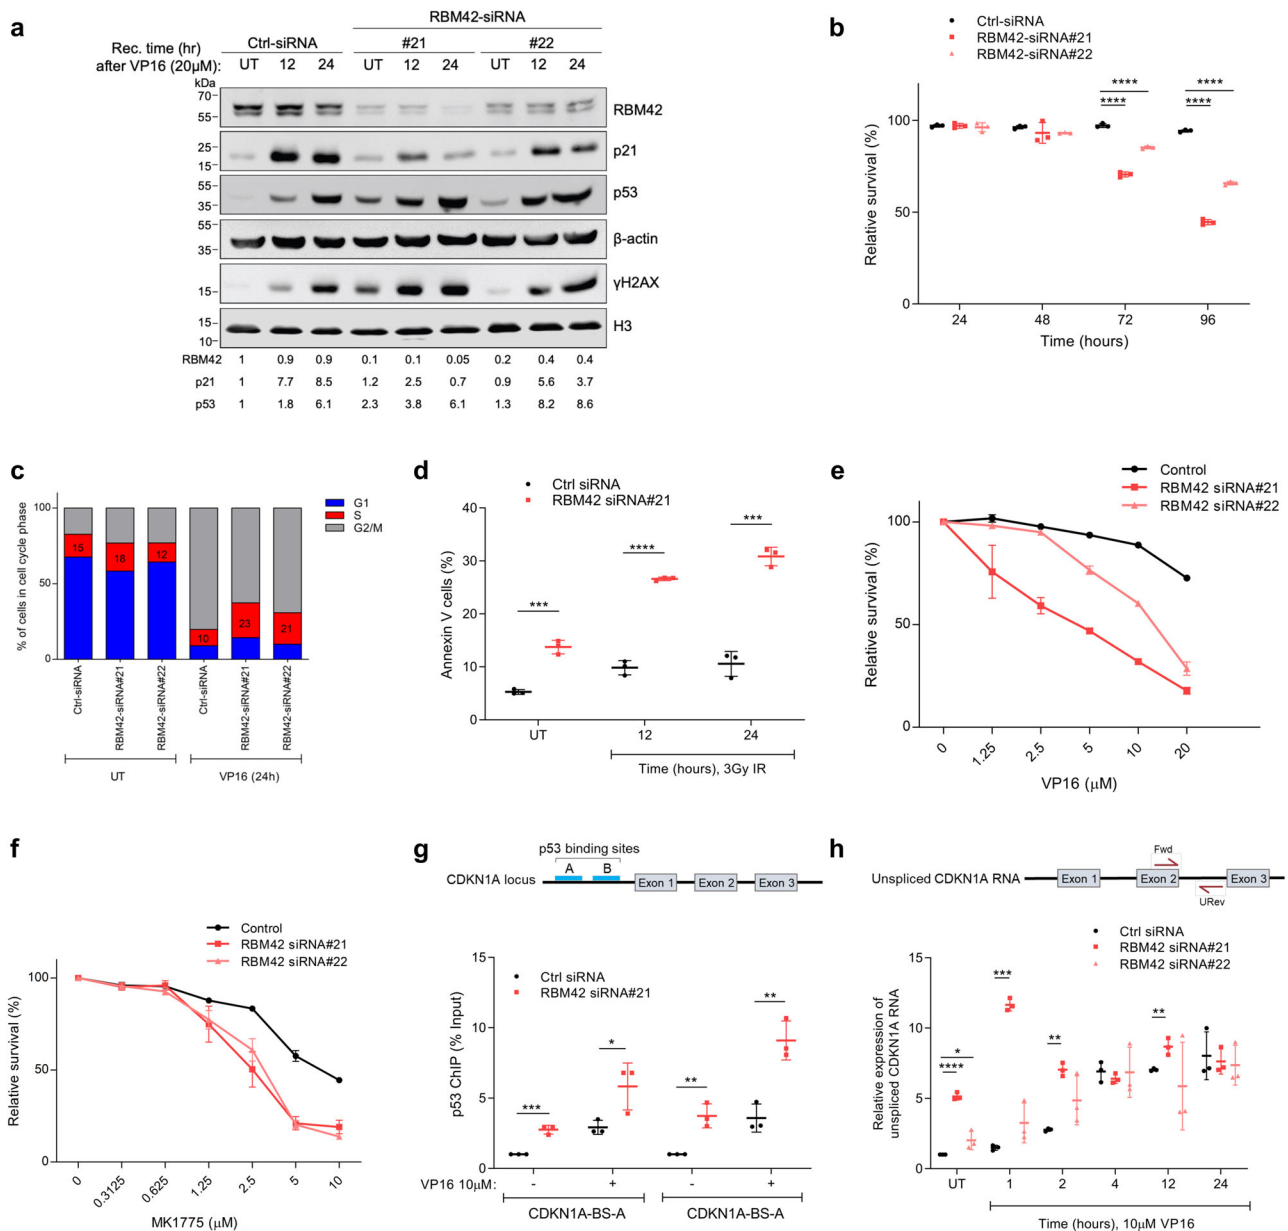 a
RBM42-siRNA
Ctrl-siRNA #21 #22
Rec. time (hr)
after VP16 (20µM): UT 12 24 UT 12 24 UT 12 24
kDa
70
55
RBM42
25
15
p21
55
35
p53
55
35
β-actin
15
γH2AX
15
10
H3
RBM42 1 0.9 0.9 0.1 0.1 0.05 0.2 0.4 0.4
p21 1 7.7 8.5 1.2 2.5 0.7 0.9 5.6 3.7
p53 1 1.8 6.1 2.3 3.8 6.1 1.3 8.2 8.6
b
Ctrl-siRNA
RBM42-siRNA#21
RBM42-siRNA#22
**** ****
**** ****
Relative survival (%)
100
50
0
24 48 72 96
Time (hours)
c
% of cells in cell cycle phase
100
50
0
G1
S
G2/M
15 18 12 10 23 21
Ctrl-siRNA
RBM42-siRNA#21
RBM42-siRNA#22
Ctrl-siRNA
RBM42-siRNA#21
RBM42-siRNA#22
UT VP16 (24h)
d
Ctrl siRNA
RBM42 siRNA#21
Annexin V cells (%)
40
30
20
10
0
*** **** ***
UT 12 24
Time (hours), 3Gy IR
e
Control
RBM42 siRNA#21
RBM42 siRNA#22
Relative survival (%)
100
50
0
0 1.25 2.5 5 10 20
VP16 (µM)
f
Control
RBM42 siRNA#21
RBM42 siRNA#22
Relative survival (%)
100
50
0
0 0.3125 0.625 1.25 2.5 5 10
MK1775 (µM)
g
p53 binding sites
A B
CDKN1A locus
Exon 1 Exon 2 Exon 3
Ctrl siRNA
RBM42 siRNA#21
p53 ChIP (% Input)
15
10
5
0
*** * ** **
VP16 10µM: - + - +
CDKN1A-BS-A CDKN1A-BS-A
h
Fwd
Unspliced CDKN1A RNA
Exon 1 Exon 2 Exon 3
URev
Ctrl siRNA
RBM42 siRNA#21
RBM42 siRNA#22
Relative expression of
unspliced CDKN1A RNA
15
10
5
0
*
**** *** ** **
UT 1 2 4 12 24
Time (hours), 10µM VP16